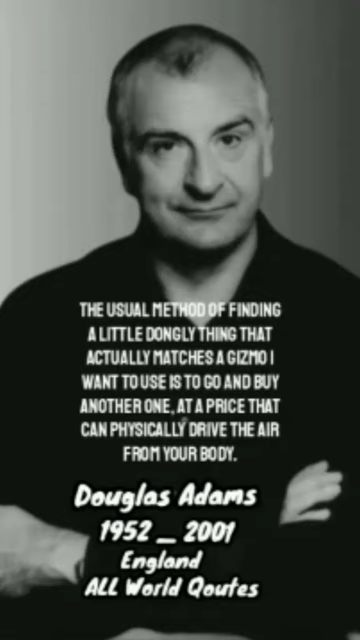 THE USUAL METHOD OF FINDING
A LITTLE DONGLY THING THAT
ACTUALLY MATCHES A GIZMO I
WANT TO USE IS TO GO AND BUY
ANOTHER ONE, AT A PRICE THAT
CAN PHYSICALLY DRIVE THE AIR
FROM YOUR BODY.
Douglas Adams
1952 _ 2001
England
ALL World Qoutes